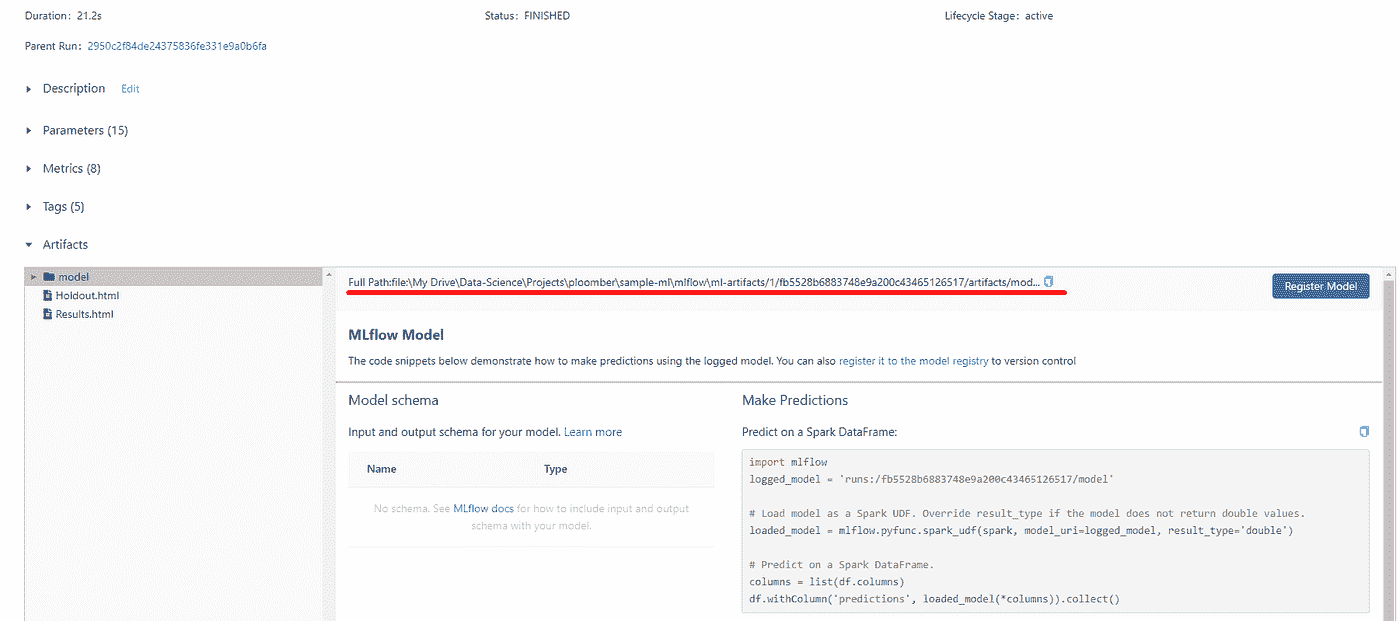 Duration: 21.2s
Status: FINISHED
Lifecycle Stage: active
Parent Run: 2950c2f84de24375836fe331e9a0b6fa
Description Edit
Parameters (15)
Metrics (8)
Tags (5)
Artifacts
model
Holdout.html
Results.html
Full Path:file:\My Drive\Data-Science\Projects\ploomber\sample-ml\mlflow\ml-artifacts/1/fb5528b6883748e9a200c43465126517/artifacts/mod...
Register Model
MLflow Model
The code snippets below demonstrate how to make predictions using the logged model. You can also register it to the model registry to version control
Model schema
Input and output schema for your model. Learn more
Name Type
No schema. See MLflow docs for how to include input and output
schema with your model.
Make Predictions
Predict on a Spark DataFrame:
import mlflow
logged_model = 'runs:/fb5528b6883748e9a200c43465126517/model'
# Load model as a Spark UDF. Override result_type if the model does not return double values.
loaded_model = mlflow.pyfunc.spark_udf(spark, model_uri=logged_model, result_type='double')
# Predict on a Spark DataFrame.
columns = list(df.columns)
df.withColumn('predictions', loaded_model(*columns)).collect()